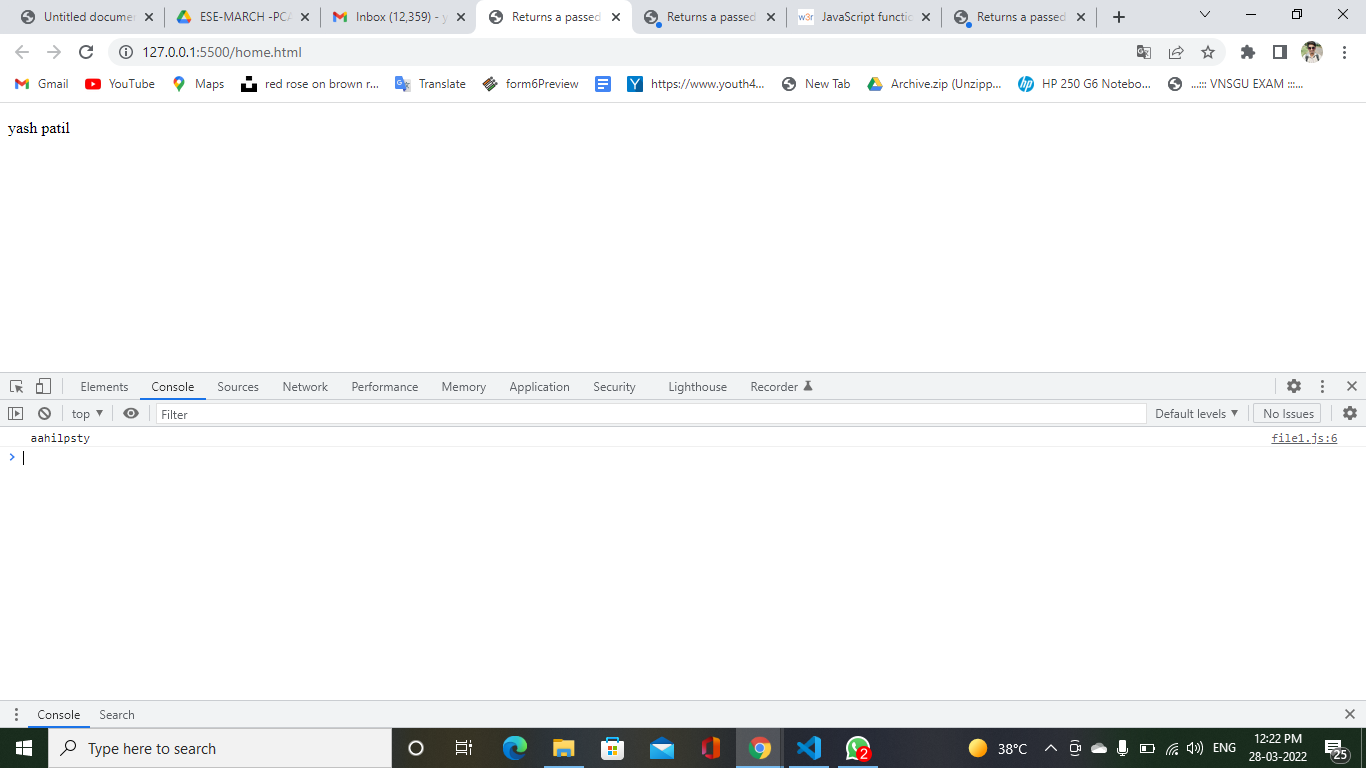 Untitled docume
ESE-MARCH -PCA
Inbox (12,359) - y
Returns a passed
Returns a passed
w3r JavaScript functio
Returns a passed
127.0.0.1:5500/home.html
Gmail
YouTube
Maps
red rose on brown r...
Translate
form6Preview
Y https://www.youth4...
New Tab
Archive.zip (Unzipp...
hp HP 250 G6 Notebo...
...::: VNSGU EXAM :::...
yash patil
Elements Console Sources Network Performance Memory Application Security Lighthouse Recorder
top ▼ Filter Default levels ▼ No Issues
aahilpsty file1.js:6
>
Console Search
Type here to search
2
38°C
ENG
12:22 PM
28-03-2022
25